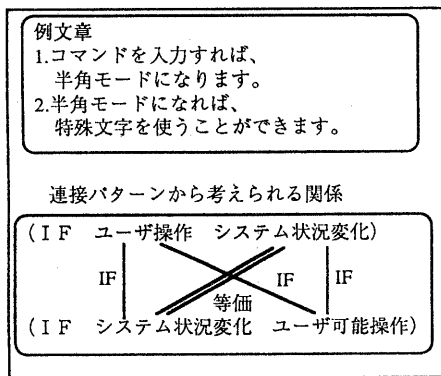 例文章
1.コマンドを入力すれば、
半角モードになります。
2.半角モードになれば、
特殊文字を使うことができます。
連接パターンから考えられる関係
(IF ユーザ操作 システム状況変化)
IF IF IF
等価
(IF システム状況変化 ユーザ可能操作)